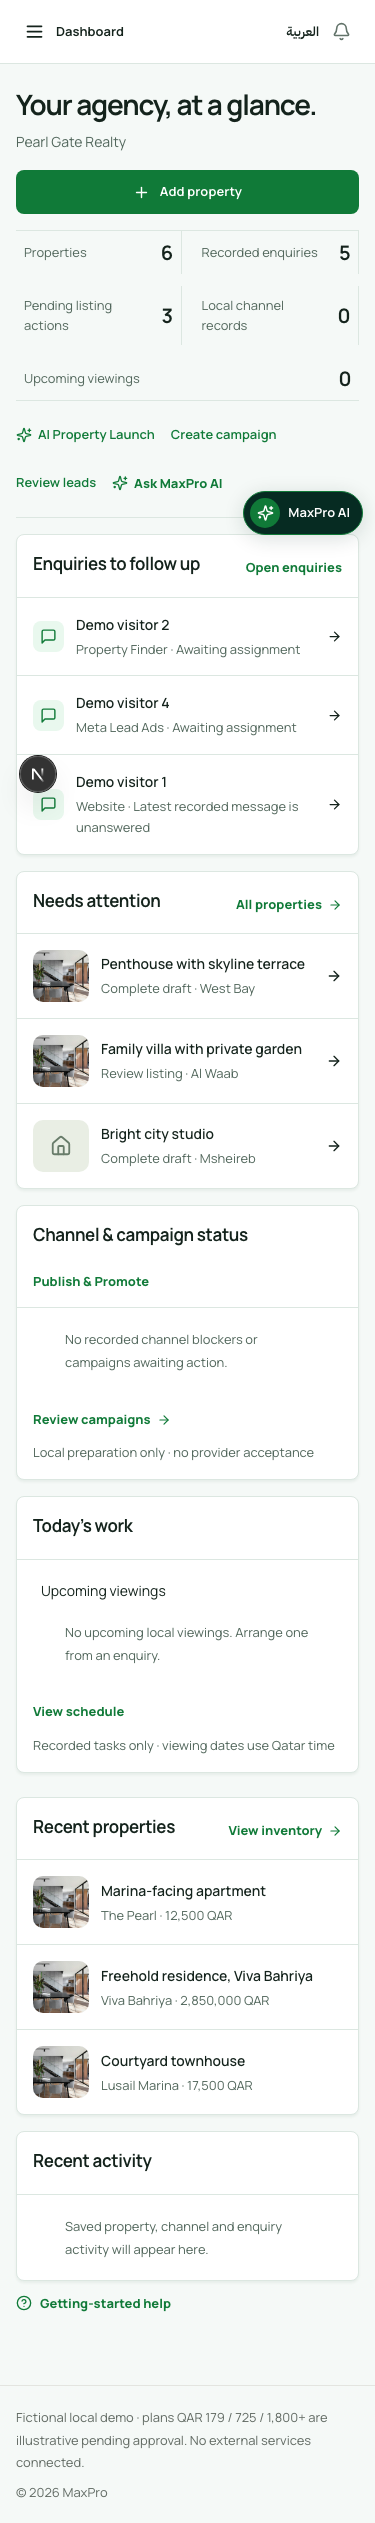 Dashboard
العربية
Your agency, at a glance.
Pearl Gate Realty
Add property
Properties 6
Recorded enquiries 5
Pending listing
actions 3
Local channel
records 0
Upcoming viewings 0
AI Property Launch
Create campaign
Review leads
Ask MaxPro AI
MaxPro AI
Enquiries to follow up
Open enquiries
Demo visitor 2
Property Finder · Awaiting assignment
Demo visitor 4
Meta Lead Ads · Awaiting assignment
N
Demo visitor 1
Website · Latest recorded message is
unanswered
Needs attention
All properties
Penthouse with skyline terrace
Complete draft · West Bay
Family villa with private garden
Review listing · Al Waab
Bright city studio
Complete draft · Msheireb
Channel & campaign status
Publish & Promote
No recorded channel blockers or
campaigns awaiting action.
Review campaigns
Local preparation only · no provider acceptance
Today's work
Upcoming viewings
No upcoming local viewings. Arrange one
from an enquiry.
View schedule
Recorded tasks only · viewing dates use Qatar time
Recent properties
View inventory
Marina-facing apartment
The Pearl · 12,500 QAR
Freehold residence, Viva Bahriya
Viva Bahriya · 2,850,000 QAR
Courtyard townhouse
Lusail Marina · 17,500 QAR
Recent activity
Saved property, channel and enquiry
activity will appear here.
Getting-started help
Fictional local demo · plans QAR 179 / 725 / 1,800+ are
illustrative pending approval. No external services
connected.
© 2026 MaxPro